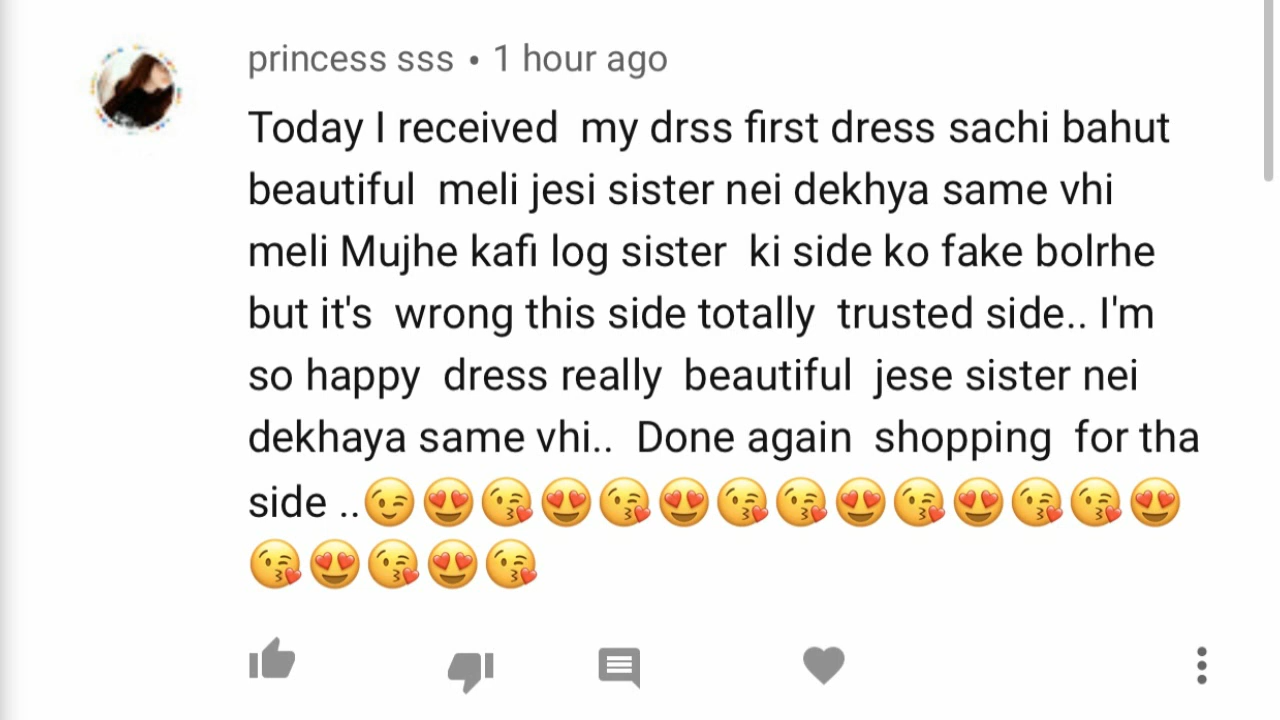 princess sss • 1 hour ago
Today I received my drss first dress sachi bahut
beautiful meli jesi sister nei dekhya same vhi
meli Mujhe kafi log sister ki side ko fake bolrhe
but it's wrong this side totally trusted side.. I'm
so happy dress really beautiful jese sister nei
dekhaya same vhi.. Done again shopping for tha
side ..😉😍😘😍😘😍😘😘😍😘😍😘😘😍
😘😍😘😍😘